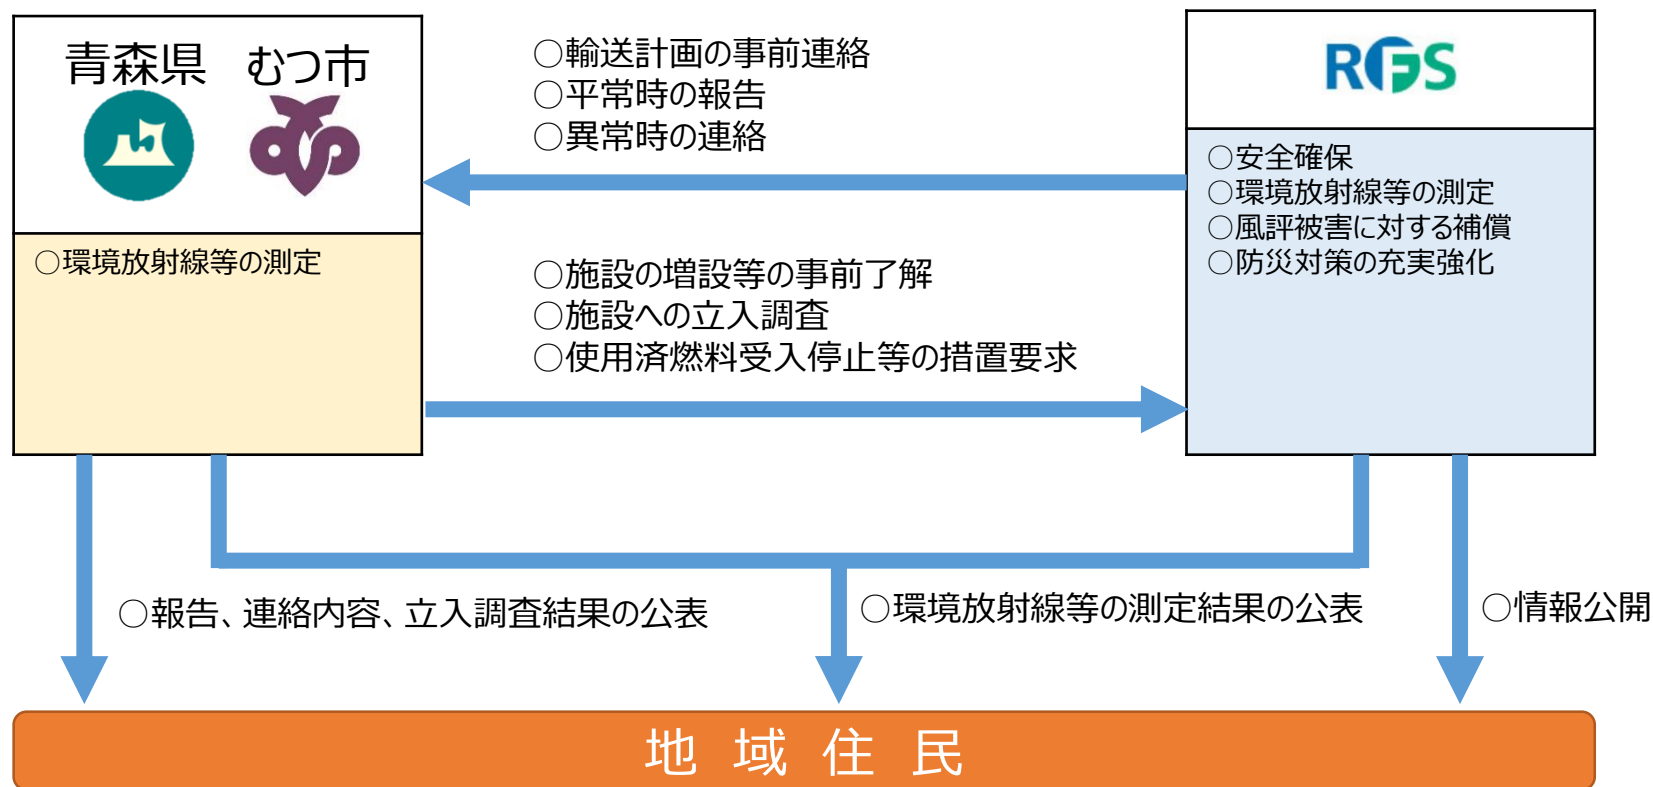 青森県 むつ市
○環境放射線等の測定
○輸送計画の事前連絡
○平常時の報告
○異常時の連絡
○施設の増設等の事前了解
○施設への立入調査
○使用済燃料受入停止等の措置要求
RFS
○安全確保
○環境放射線等の測定
○風評被害に対する補償
○防災対策の充実強化
○報告、連絡内容、立入調査結果の公表
○環境放射線等の測定結果の公表
○情報公開
地域住民